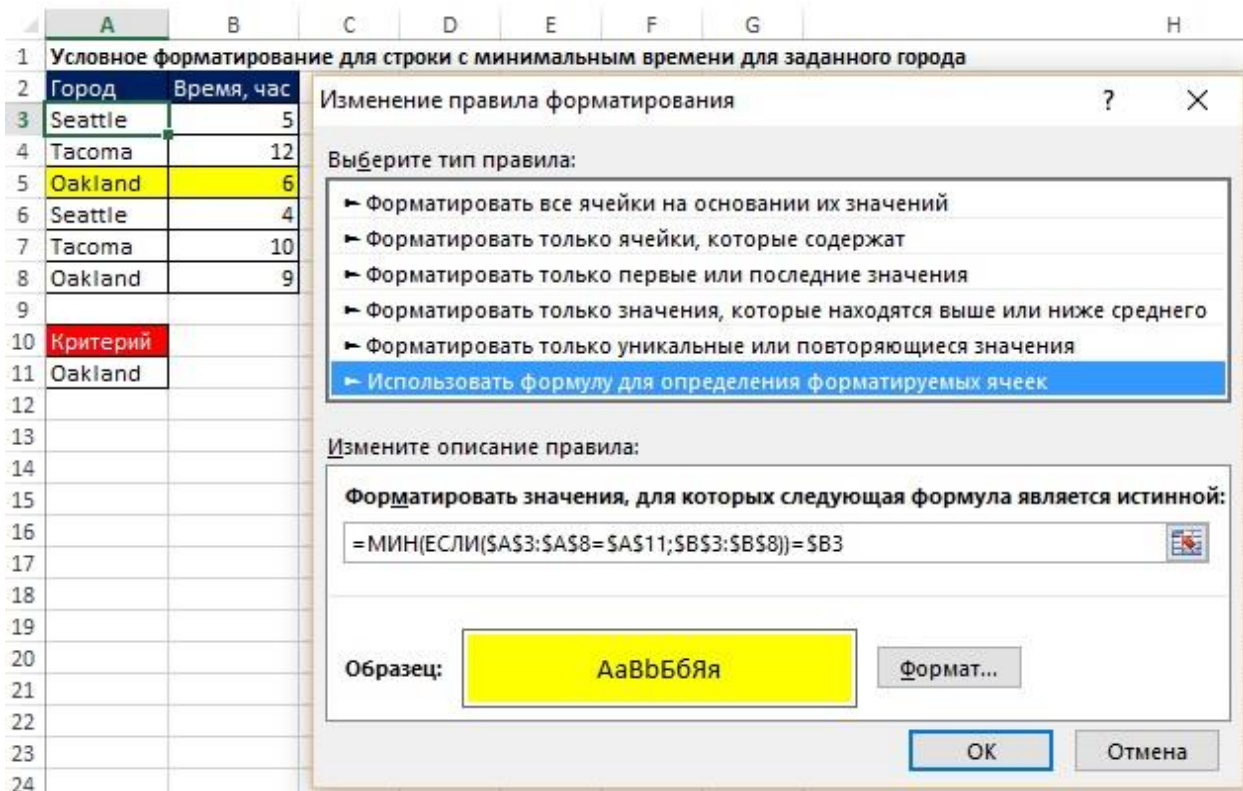 A B C D E F G H
1 Условное форматирование для строки с минимальным времени для заданного города
2 Город Время, час
3 Seattle 5
4 Tacoma 12
5 Oakland 6
6 Seattle 4
7 Tacoma 10
8 Oakland 9
9
10 Критерий
11 Oakland
12
13
14
15
16
17
18
19
20
21
22
23
24
Изменение правила форматирования ? ×
Выберите тип правила:
► Форматировать все ячейки на основании их значений
► Форматировать только ячейки, которые содержат
► Форматировать только первые или последние значения
► Форматировать только значения, которые находятся выше или ниже среднего
► Форматировать только уникальные или повторяющиеся значения
► Использовать формулу для определения форматируемых ячеек
Измените описание правила:
Форматировать значения, для которых следующая формула является истинной:
=МИН(ЕСЛИ($A$3:$A$8=$A$11;$B$3:$B$8))=$B3
Образец: АаВbБбЯя Формат...
ОК Отмена